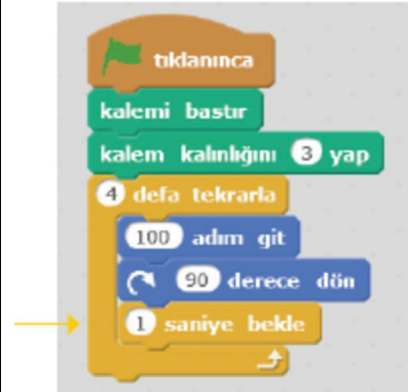 tıklanınca
kalemi bastır
kalem kalınlığını 3 yap
4 defa tekrarla
100 adım git
90 derece dön
1 saniye bekle